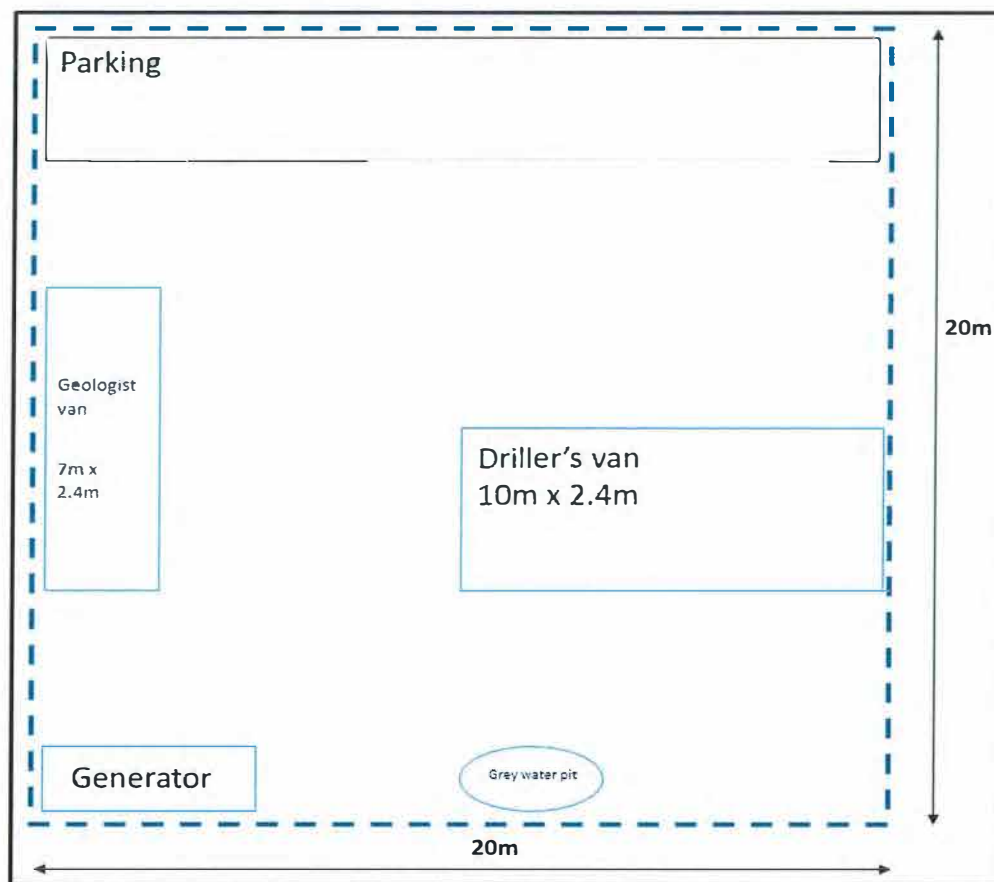 Parking
20m
Geologist
van
7m x
2.4m
Driller's van
10m x 2.4m
Generator
Grey water pit
20m